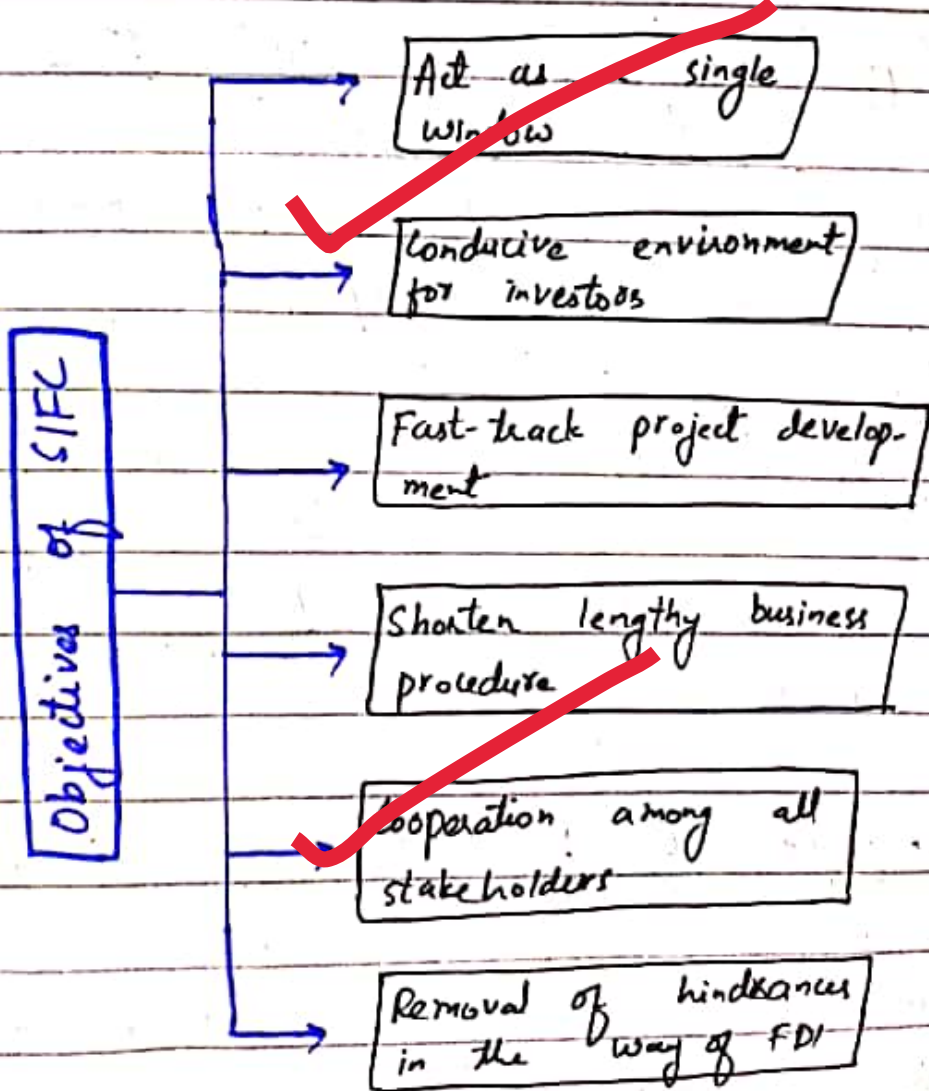 Objectives of SIFC
Act as single
window
Conducive environment
for investors
Fast-track project develop-
ment
Shorten lengthy business
procedure
Cooperation among all
stakeholders
Removal of hindrances
in the way of FDI